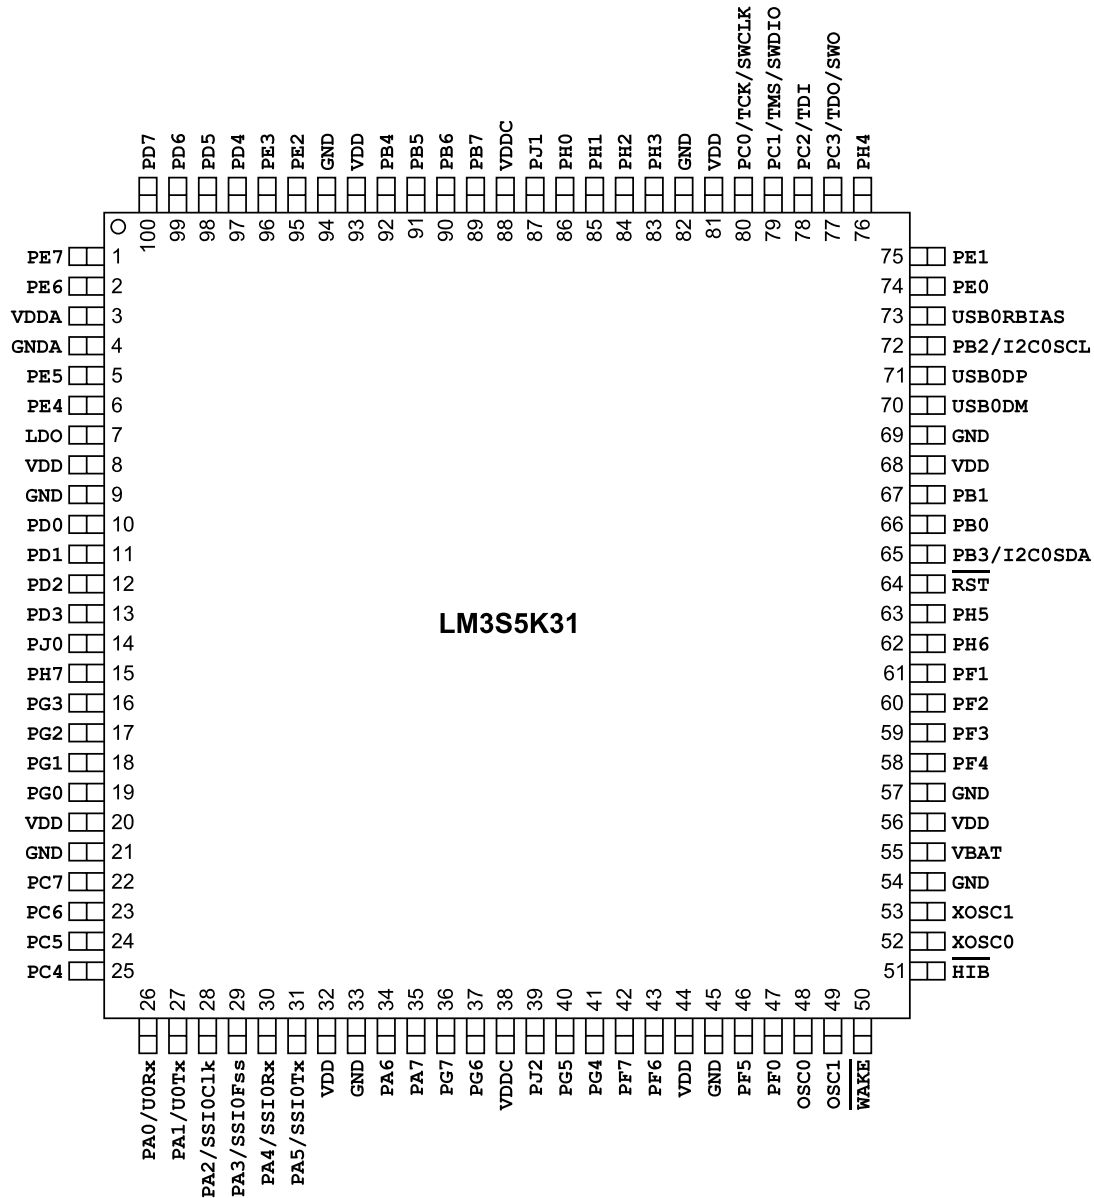 PC0/TCK/SWCLK
PC1/TMS/SWDIO
PC2/TDI
PC3/TDO/SWO
PH4
PD7
PD6
PD5
PD4
PE3
PE2
GND
VDD
PB4
PB5
PB6
PB7
VDDC
PJ1
PH0
PH1
PH2
PH3
GND
VDD
100
99
98
97
96
95
94
93
92
91
90
89
88
87
86
85
84
83
82
81
80
79
78
77
76
PE7 1
PE6 2
VDDA 3
GNDA 4
PE5 5
PE4 6
LDO 7
VDD 8
GND 9
PD0 10
PD1 11
PD2 12
PD3 13
PJ0 14
PH7 15
PG3 16
PG2 17
PG1 18
PG0 19
VDD 20
GND 21
PC7 22
PC6 23
PC5 24
PC4 25
LM3S5K31
75 PE1
74 PE0
73 USB0RBIAS
72 PB2/I2C0SCL
71 USB0DP
70 USB0DM
69 GND
68 VDD
67 PB1
66 PB0
65 PB3/I2C0SDA
64 RST
63 PH5
62 PH6
61 PF1
60 PF2
59 PF3
58 PF4
57 GND
56 VDD
55 VBAT
54 GND
53 XOSC1
52 XOSC0
51 HIB
26
27
28
29
30
31
32
33
34
35
36
37
38
39
40
41
42
43
44
45
46
47
48
49
50
PA0/U0Rx
PA1/U0Tx
PA2/SSI0Clk
PA3/SSI0Fss
PA4/SSI0Rx
PA5/SSI0Tx
VDD
GND
PA6
PA7
PG7
PG6
VDDC
PJ2
PG5
PG4
PF7
PF6
VDD
GND
PF5
PF0
OSC0
OSC1
WAKE